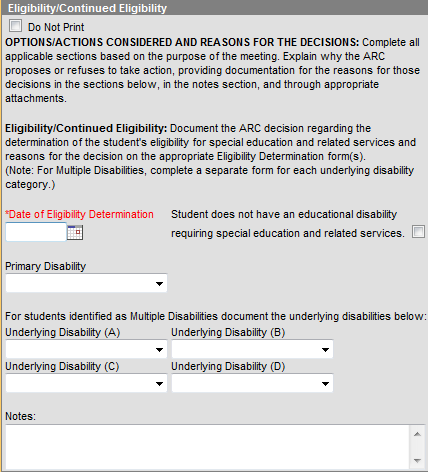 Eligibility/Continued Eligibility
Do Not Print
OPTIONS/ACTIONS CONSIDERED AND REASONS FOR THE DECISIONS: Complete all
applicable sections based on the purpose of the meeting. Explain why the ARC
proposes or refuses to take action, providing documentation for the reasons for those
decisions in the sections below, in the notes section, and through appropriate
attachments.
Eligibility/Continued Eligibility: Document the ARC decision regarding the
determination of the student's eligibility for special education and related services and
reasons for the decision on the appropriate Eligibility Determination form(s).
(Note: For Multiple Disabilities, complete a separate form for each underlying disability
category.)
*Date of Eligibility Determination
Student does not have an educational disability
requiring special education and related services.
Primary Disability
For students identified as Multiple Disabilities document the underlying disabilities below:
Underlying Disability (A) Underlying Disability (B)
Underlying Disability (C) Underlying Disability (D)
Notes: